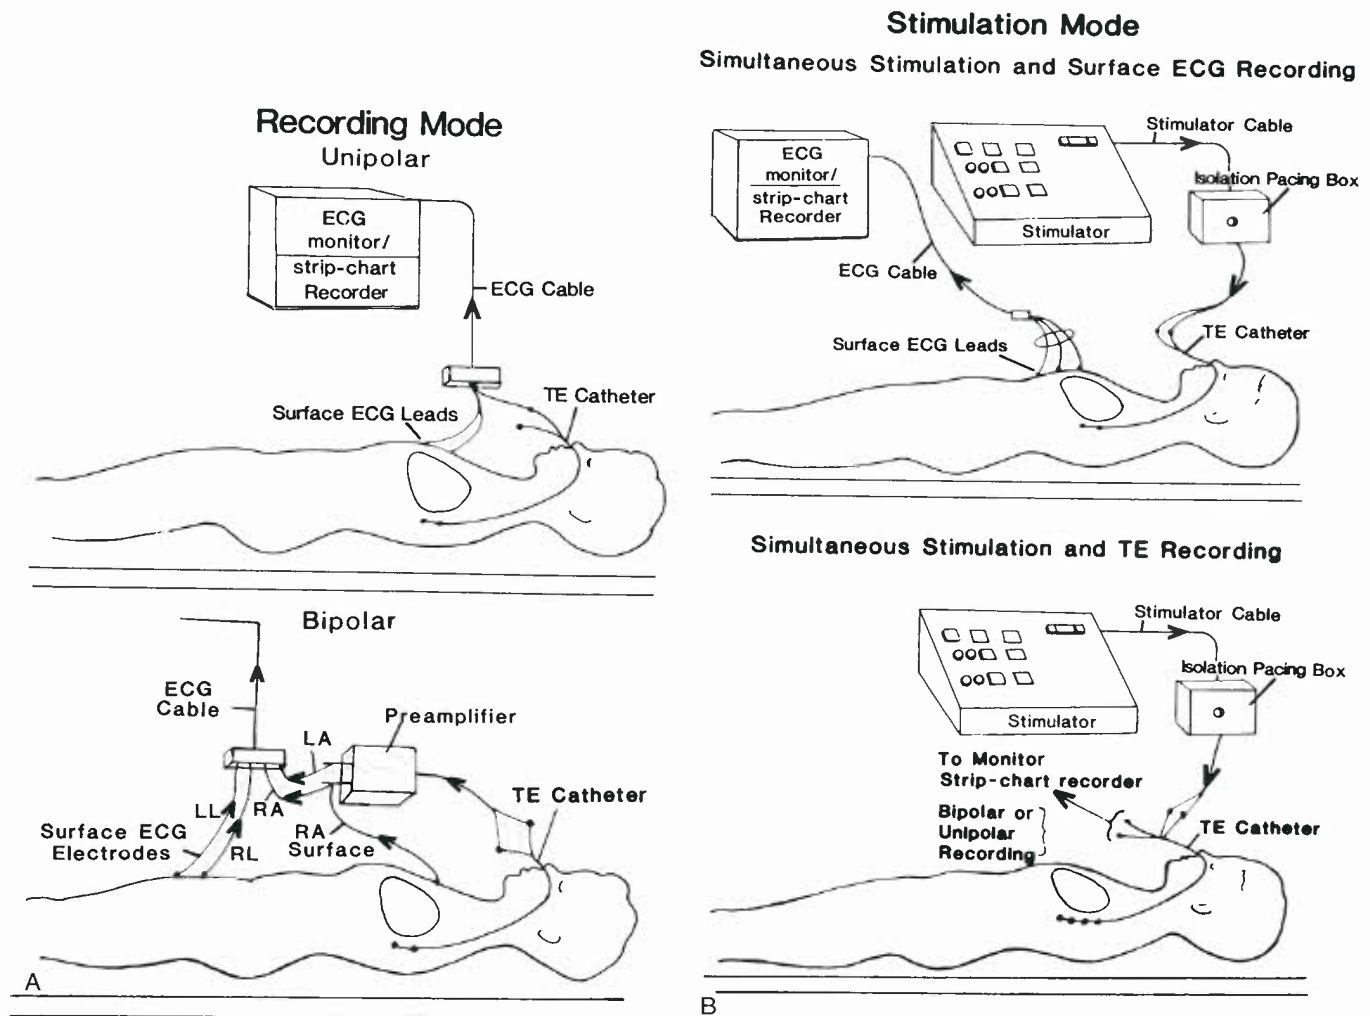 Recording Mode
Unipolar
ECG
monitor/
strip-chart
Recorder
ECG Cable
Surface ECG Leads
TE Catheter
Bipolar
ECG
Cable
Preamplifier
LA
LL
RA
RL
Surface ECG
Electrodes
RA
Surface
TE Catheter
A
Stimulation Mode
Simultaneous Stimulation and Surface ECG Recording
ECG
monitor/
strip-chart
Recorder
Stimulator
Stimulator Cable
Isolation Pacing Box
ECG Cable
Surface ECG Leads
TE Catheter
Simultaneous Stimulation and TE Recording
Stimulator
Stimulator Cable
Isolation Pacing Box
To Monitor
Strip-chart recorder
Bipolar or
Unipolar
Recording
TE Catheter
B